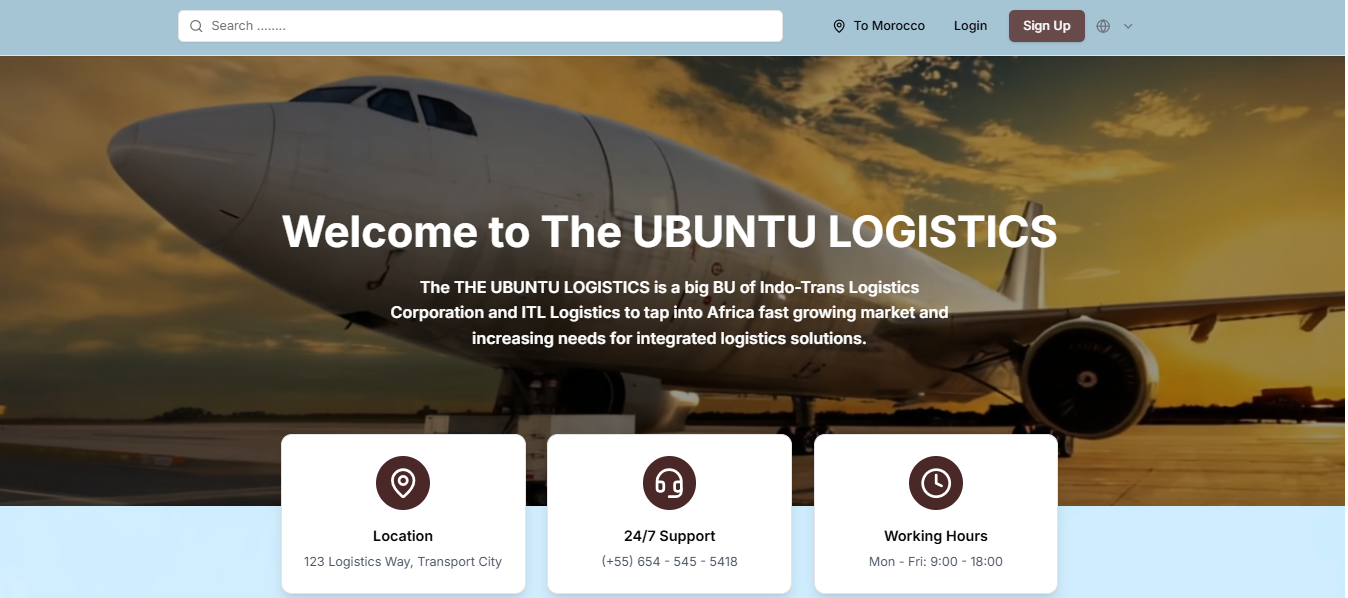 Search ........
To Morocco
Login
Sign Up
Welcome to The UBUNTU LOGISTICS
The THE UBUNTU LOGISTICS is a big BU of Indo-Trans Logistics
Corporation and ITL Logistics to tap into Africa fast growing market and
increasing needs for integrated logistics solutions.
Location
123 Logistics Way, Transport City
24/7 Support
(+55) 654 - 545 - 5418
Working Hours
Mon - Fri: 9:00 - 18:00